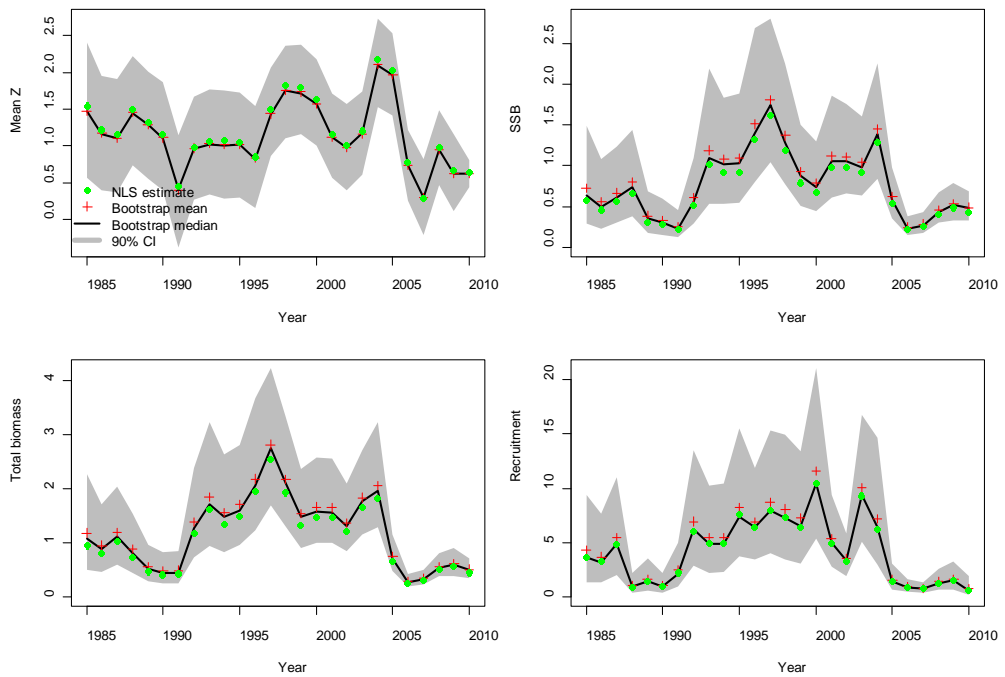 Mean Z
0.0 0.5 1.0 1.5 2.0 2.5
NLS estimate
Bootstrap mean
Bootstrap median
90% CI
1985 1990 1995 2000 2005 2010
Year
SSB
0.0 0.5 1.0 1.5 2.0 2.5
1985 1990 1995 2000 2005 2010
Year
Total biomass
0 1 2 3 4
1985 1990 1995 2000 2005 2010
Year
Recruitment
0 5 10 15 20
1985 1990 1995 2000 2005 2010
Year